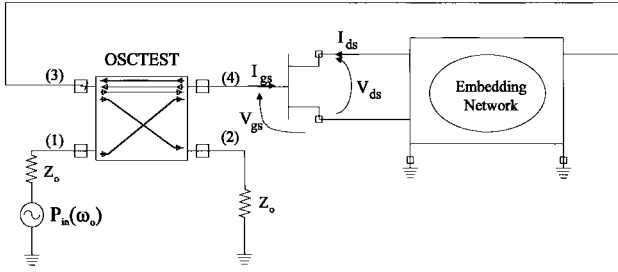 OSCTEST
(3)
(4)
I_gs
I_ds
V_ds
V_gs
Embedding
Network
(1)
(2)
Z_o
Z_o
P_in(ω_o)